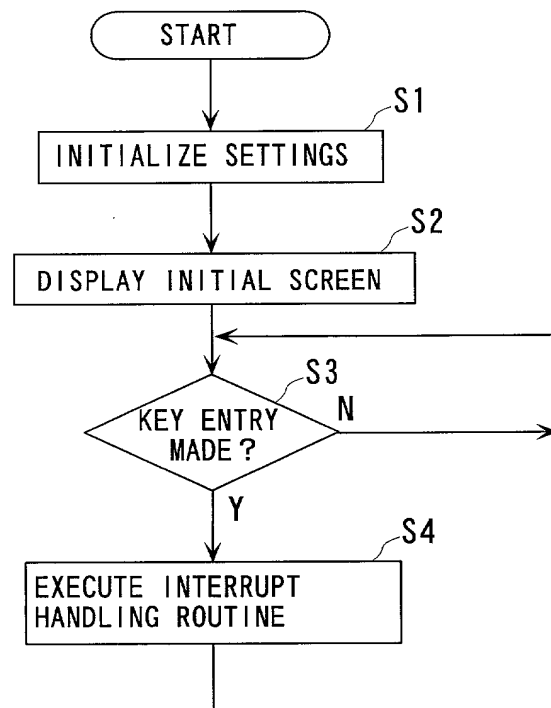 START
S1
INITIALIZE SETTINGS
S2
DISPLAY INITIAL SCREEN
S3
KEY ENTRY
MADE?
N
Y
S4
EXECUTE INTERRUPT
HANDLING ROUTINE